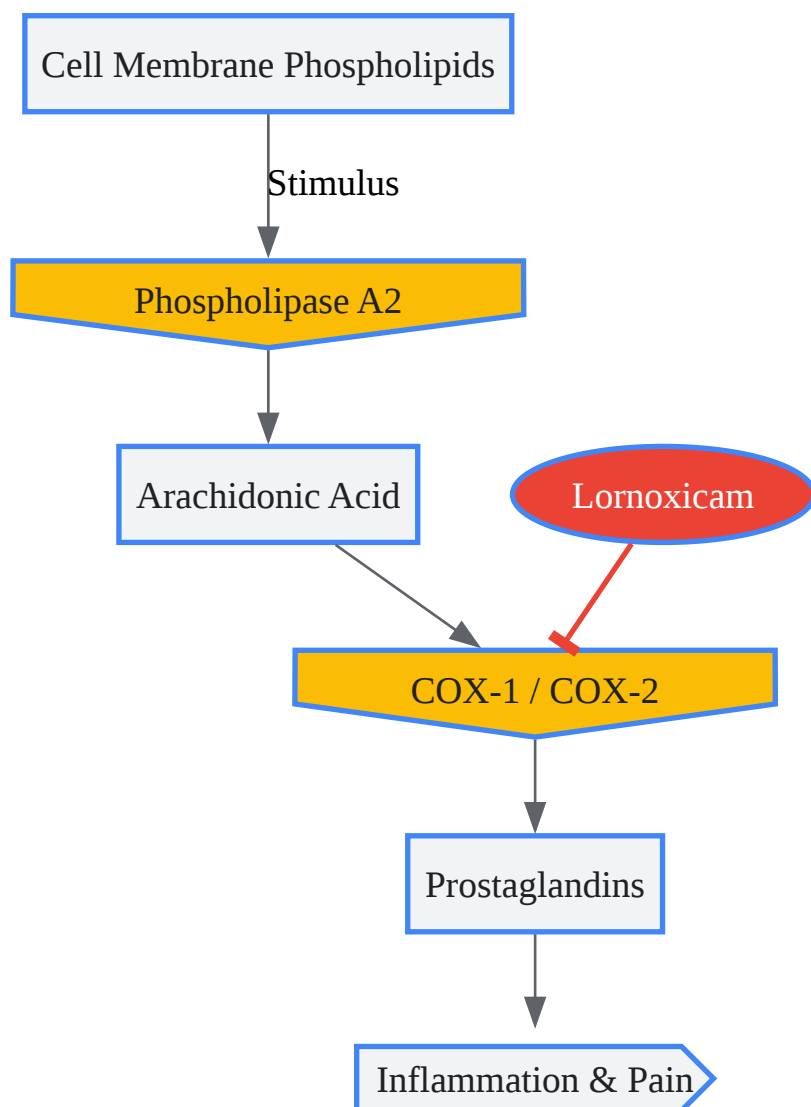 Cell Membrane Phospholipids
Stimulus
Phospholipase A2
Arachidonic Acid
Lornoxicam
COX-1 / COX-2
Prostaglandins
Inflammation & Pain